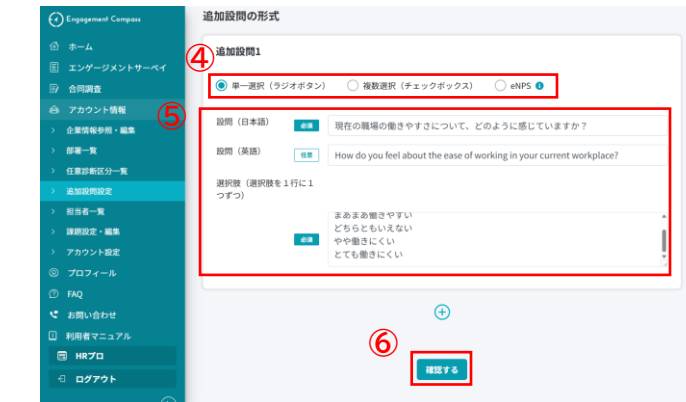 Engagement Compass
ホーム
エンゲージメントサーベイ
合同調査
アカウント情報
企業情報参照・編集
部署一覧
任意診断区分一覧
追加設問設定
担当者一覧
課題設定・編集
アカウント設定
プロフィール
FAQ
お問い合わせ
利用者マニュアル
HRプロ
ログアウト
追加設問の形式
追加設問1
④
単一選択（ラジオボタン） 複数選択（チェックボックス） eNPS
⑤
設問（日本語） 必須 現在の職場の働きやすさについて、どのように感じていますか？
設問（英語） 任意 How do you feel about the ease of working in your current workplace?
選択肢（選択肢を1行に1
つずつ）
必須
まあまあ働きやすい
どちらともいえない
やや働きにくい
とても働きにくい
⑥
確認する